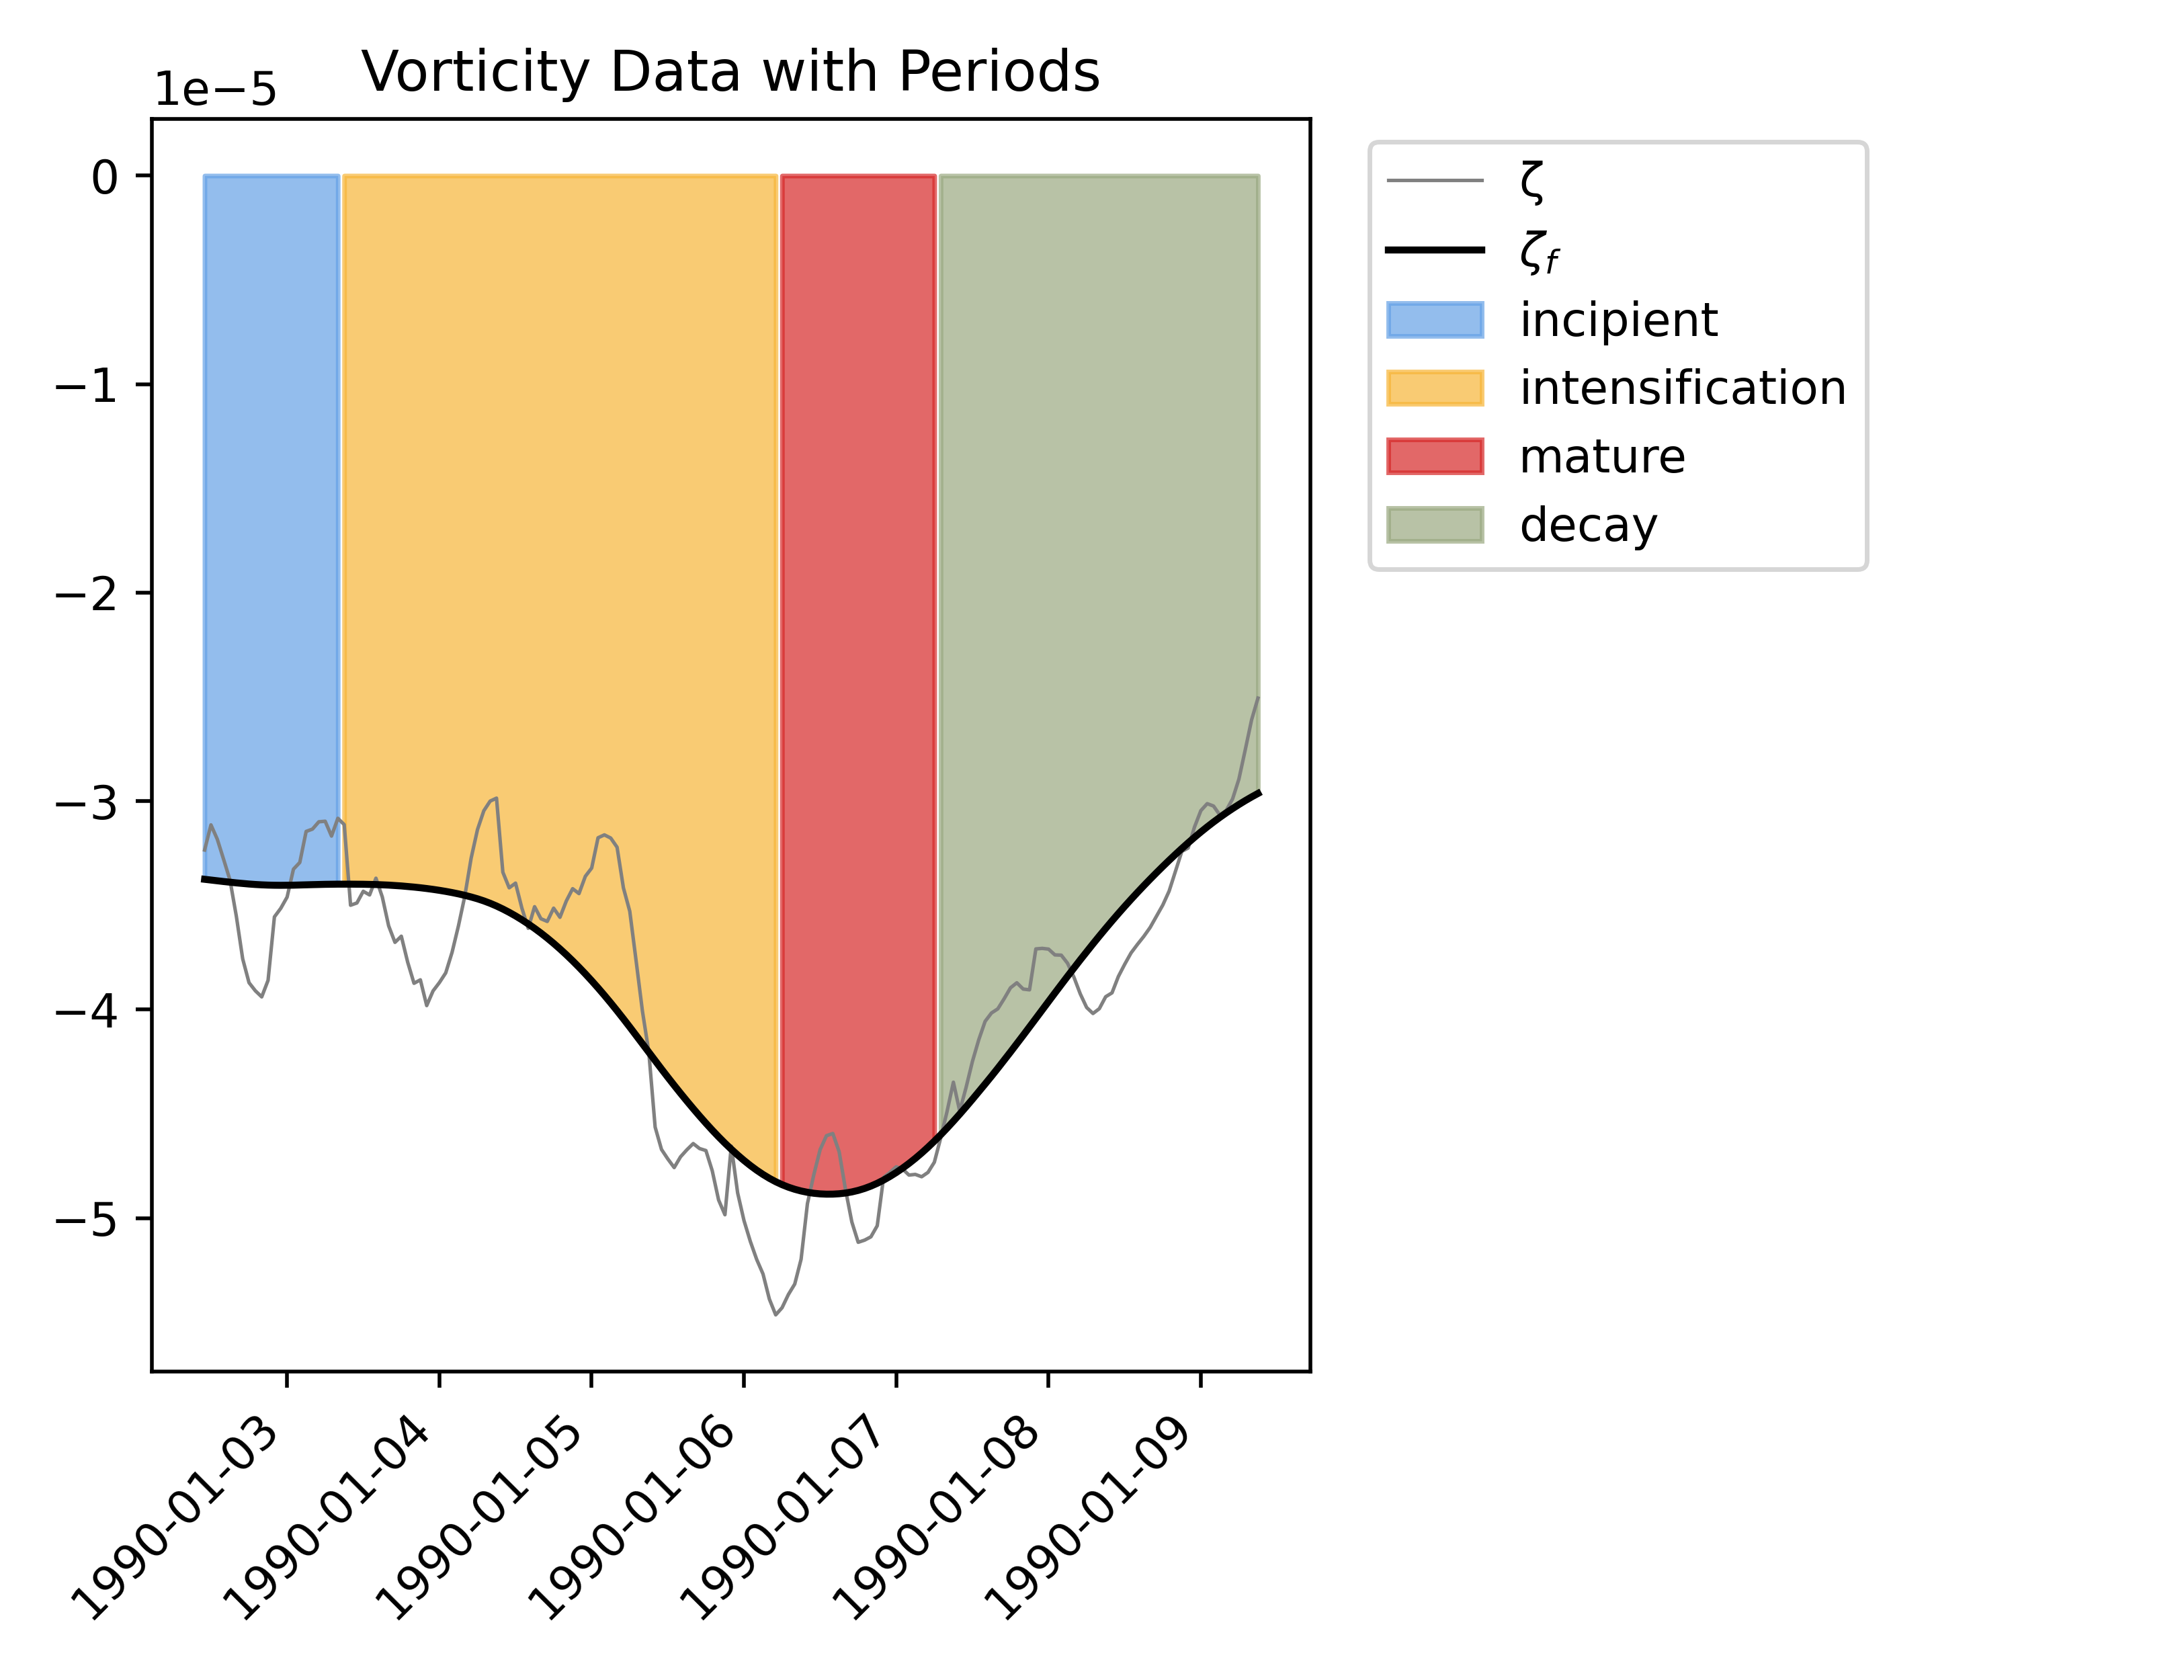 Vorticity Data with Periods
1e−5
0
−1
−2
−3
−4
−5
1990-01-03
1990-01-04
1990-01-05
1990-01-06
1990-01-07
1990-01-08
1990-01-09
ζ
ζf
incipient
intensification
mature
decay